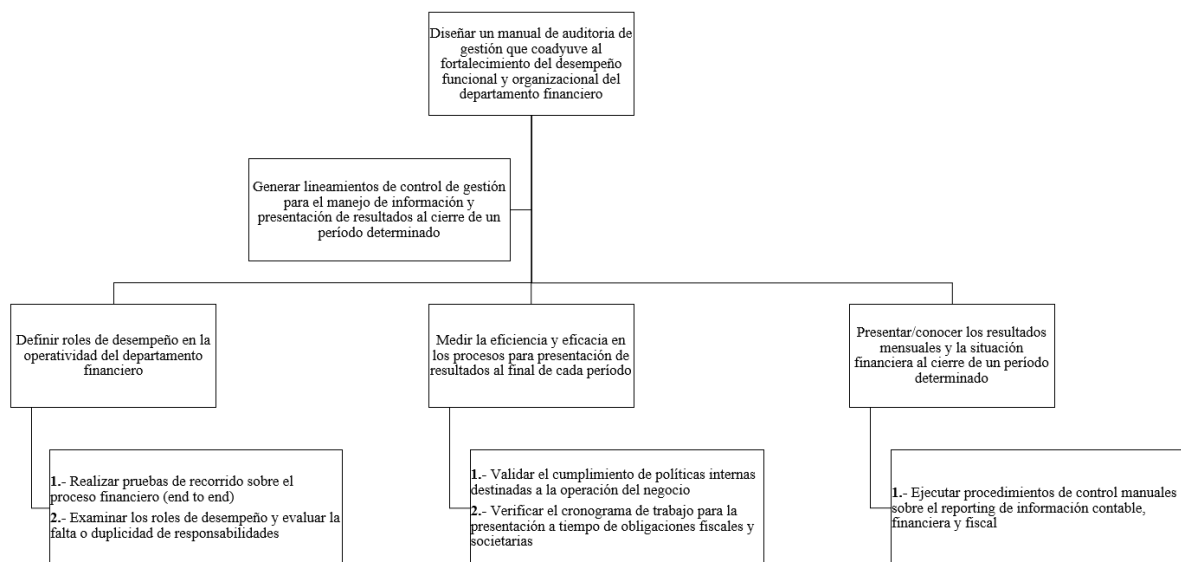 Diseñar un manual de auditoria de
gestión que coadyuve al
fortalecimiento del desempeño
funcional y organizacional del
departamento financiero
Generar lineamientos de control de gestión
para el manejo de información y
presentación de resultados al cierre de un
período determinado
Definir roles de desempeño en la
operatividad del departamento
financiero
Medir la eficiencia y eficacia en
los procesos para presentación de
resultados al final de cada período
Presentar/conocer los resultados
mensuales y la situación
financiera al cierre de un período
determinado
1.- Realizar pruebas de recorrido sobre el
proceso financiero (end to end)
2.- Examinar los roles de desempeño y evaluar la
falta o duplicidad de responsabilidades
1.- Validar el cumplimiento de políticas internas
destinadas a la operación del negocio
2.- Verificar el cronograma de trabajo para la
presentación a tiempo de obligaciones fiscales y
societarias
1.- Ejecutar procedimientos de control manuales
sobre el reporting de información contable,
financiera y fiscal